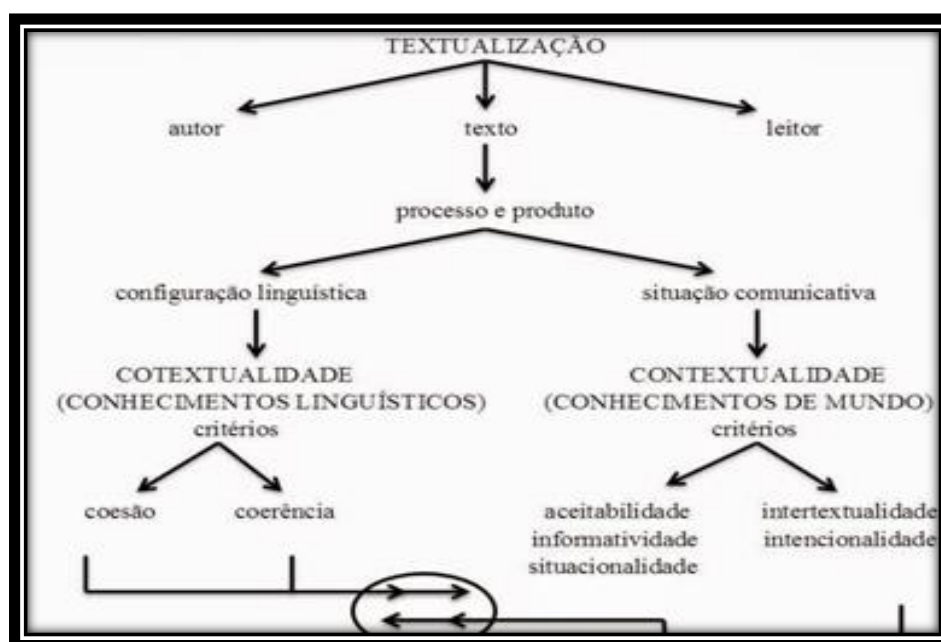 TEXTUALIZAÇÃO
autor texto leitor
processo e produto
configuração linguística situação comunicativa
COTEXTUALIDADE CONTEXTUALIDADE
(CONHECIMENTOS LINGUÍSTICOS) (CONHECIMENTOS DE MUNDO)
critérios critérios
coesão coerência aceitabilidade intertextualidade
informatividade intencionalidade
situacionalidade